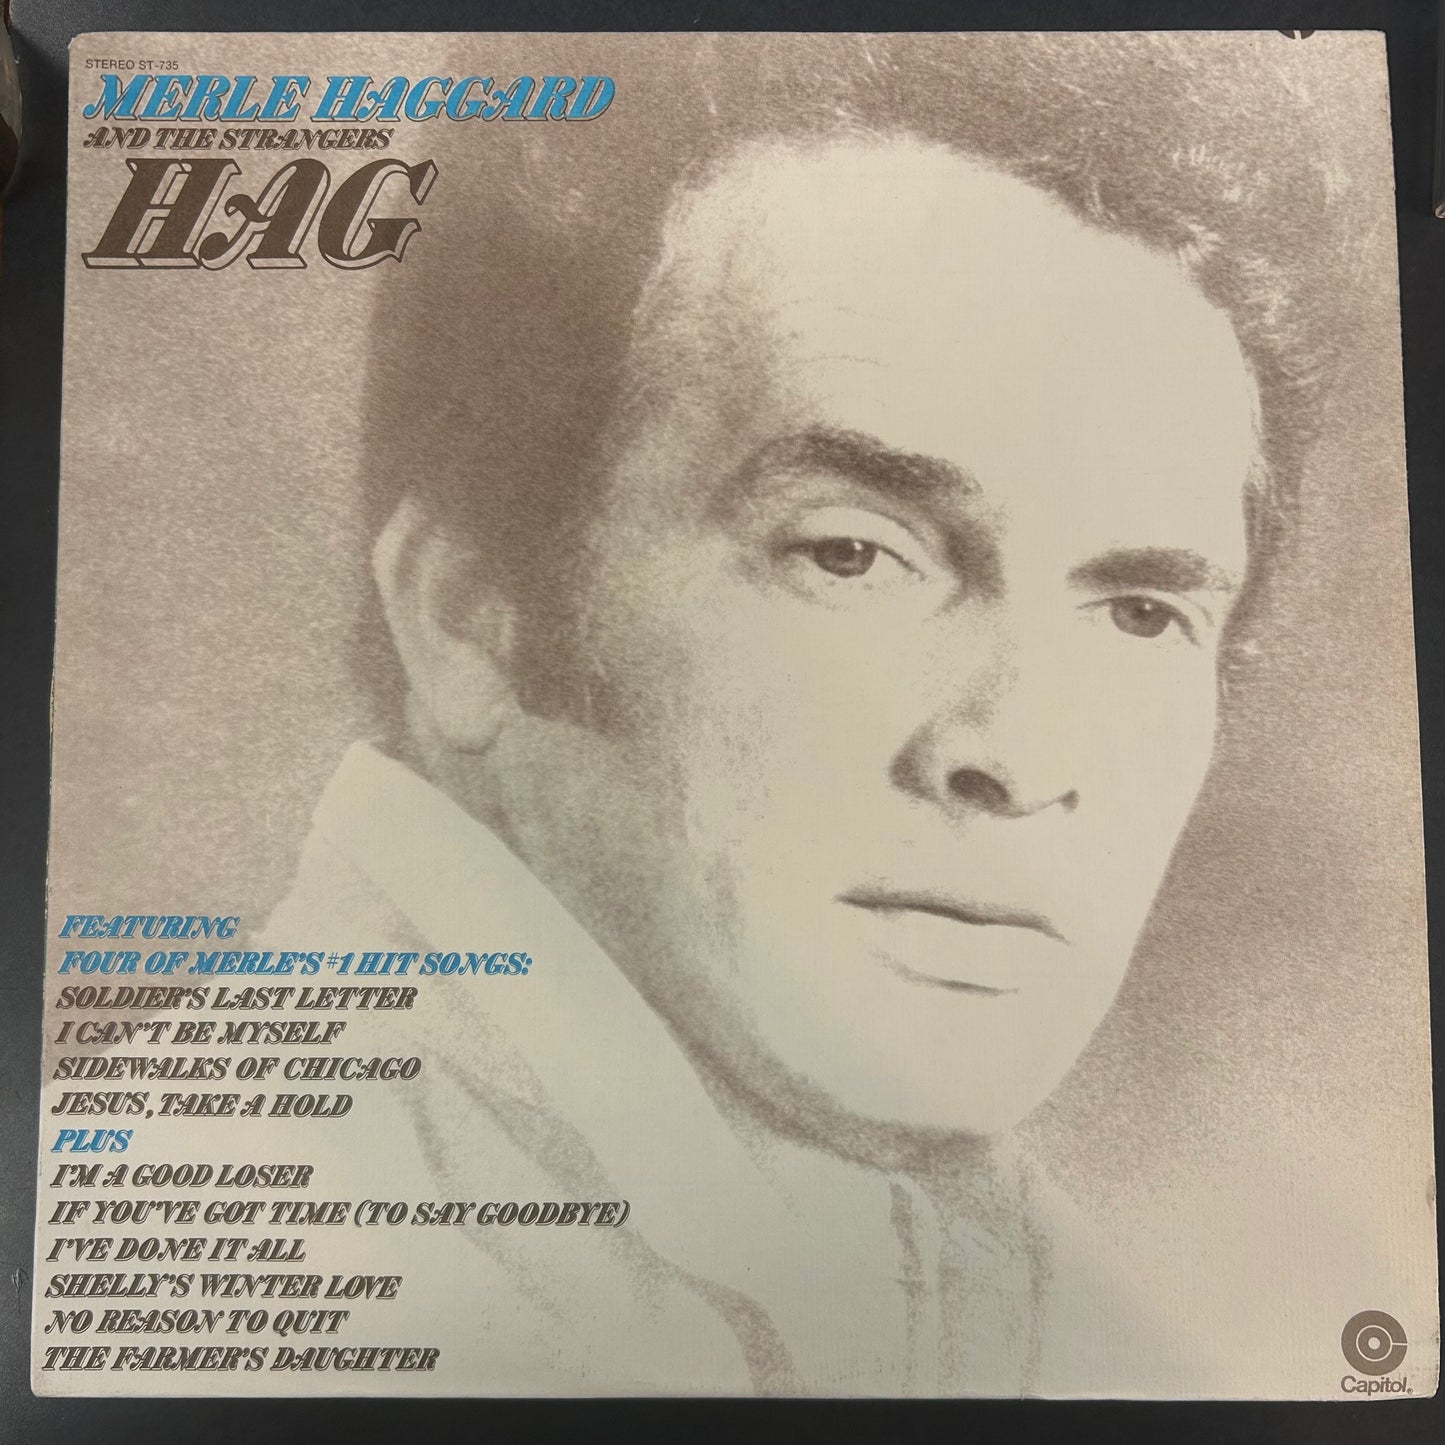 STEREO ST-735
MERLE HAGGARD
AND THE STRANGERS
HAG
FEATURING
FOUR OF MERLE'S #1 HIT SONGS:
SOLDIER'S LAST LETTER
I CAN'T BE MYSELF
SIDEWALKS OF CHICAGO
JESUS, TAKE A HOLD
PLUS
I'M A GOOD LOSER
IF YOU'VE GOT TIME (TO SAY GOODBYE)
I'VE DONE IT ALL
SHELLY'S WINTER LOVE
NO REASON TO QUIT
THE FARMER'S DAUGHTER
Capitol®